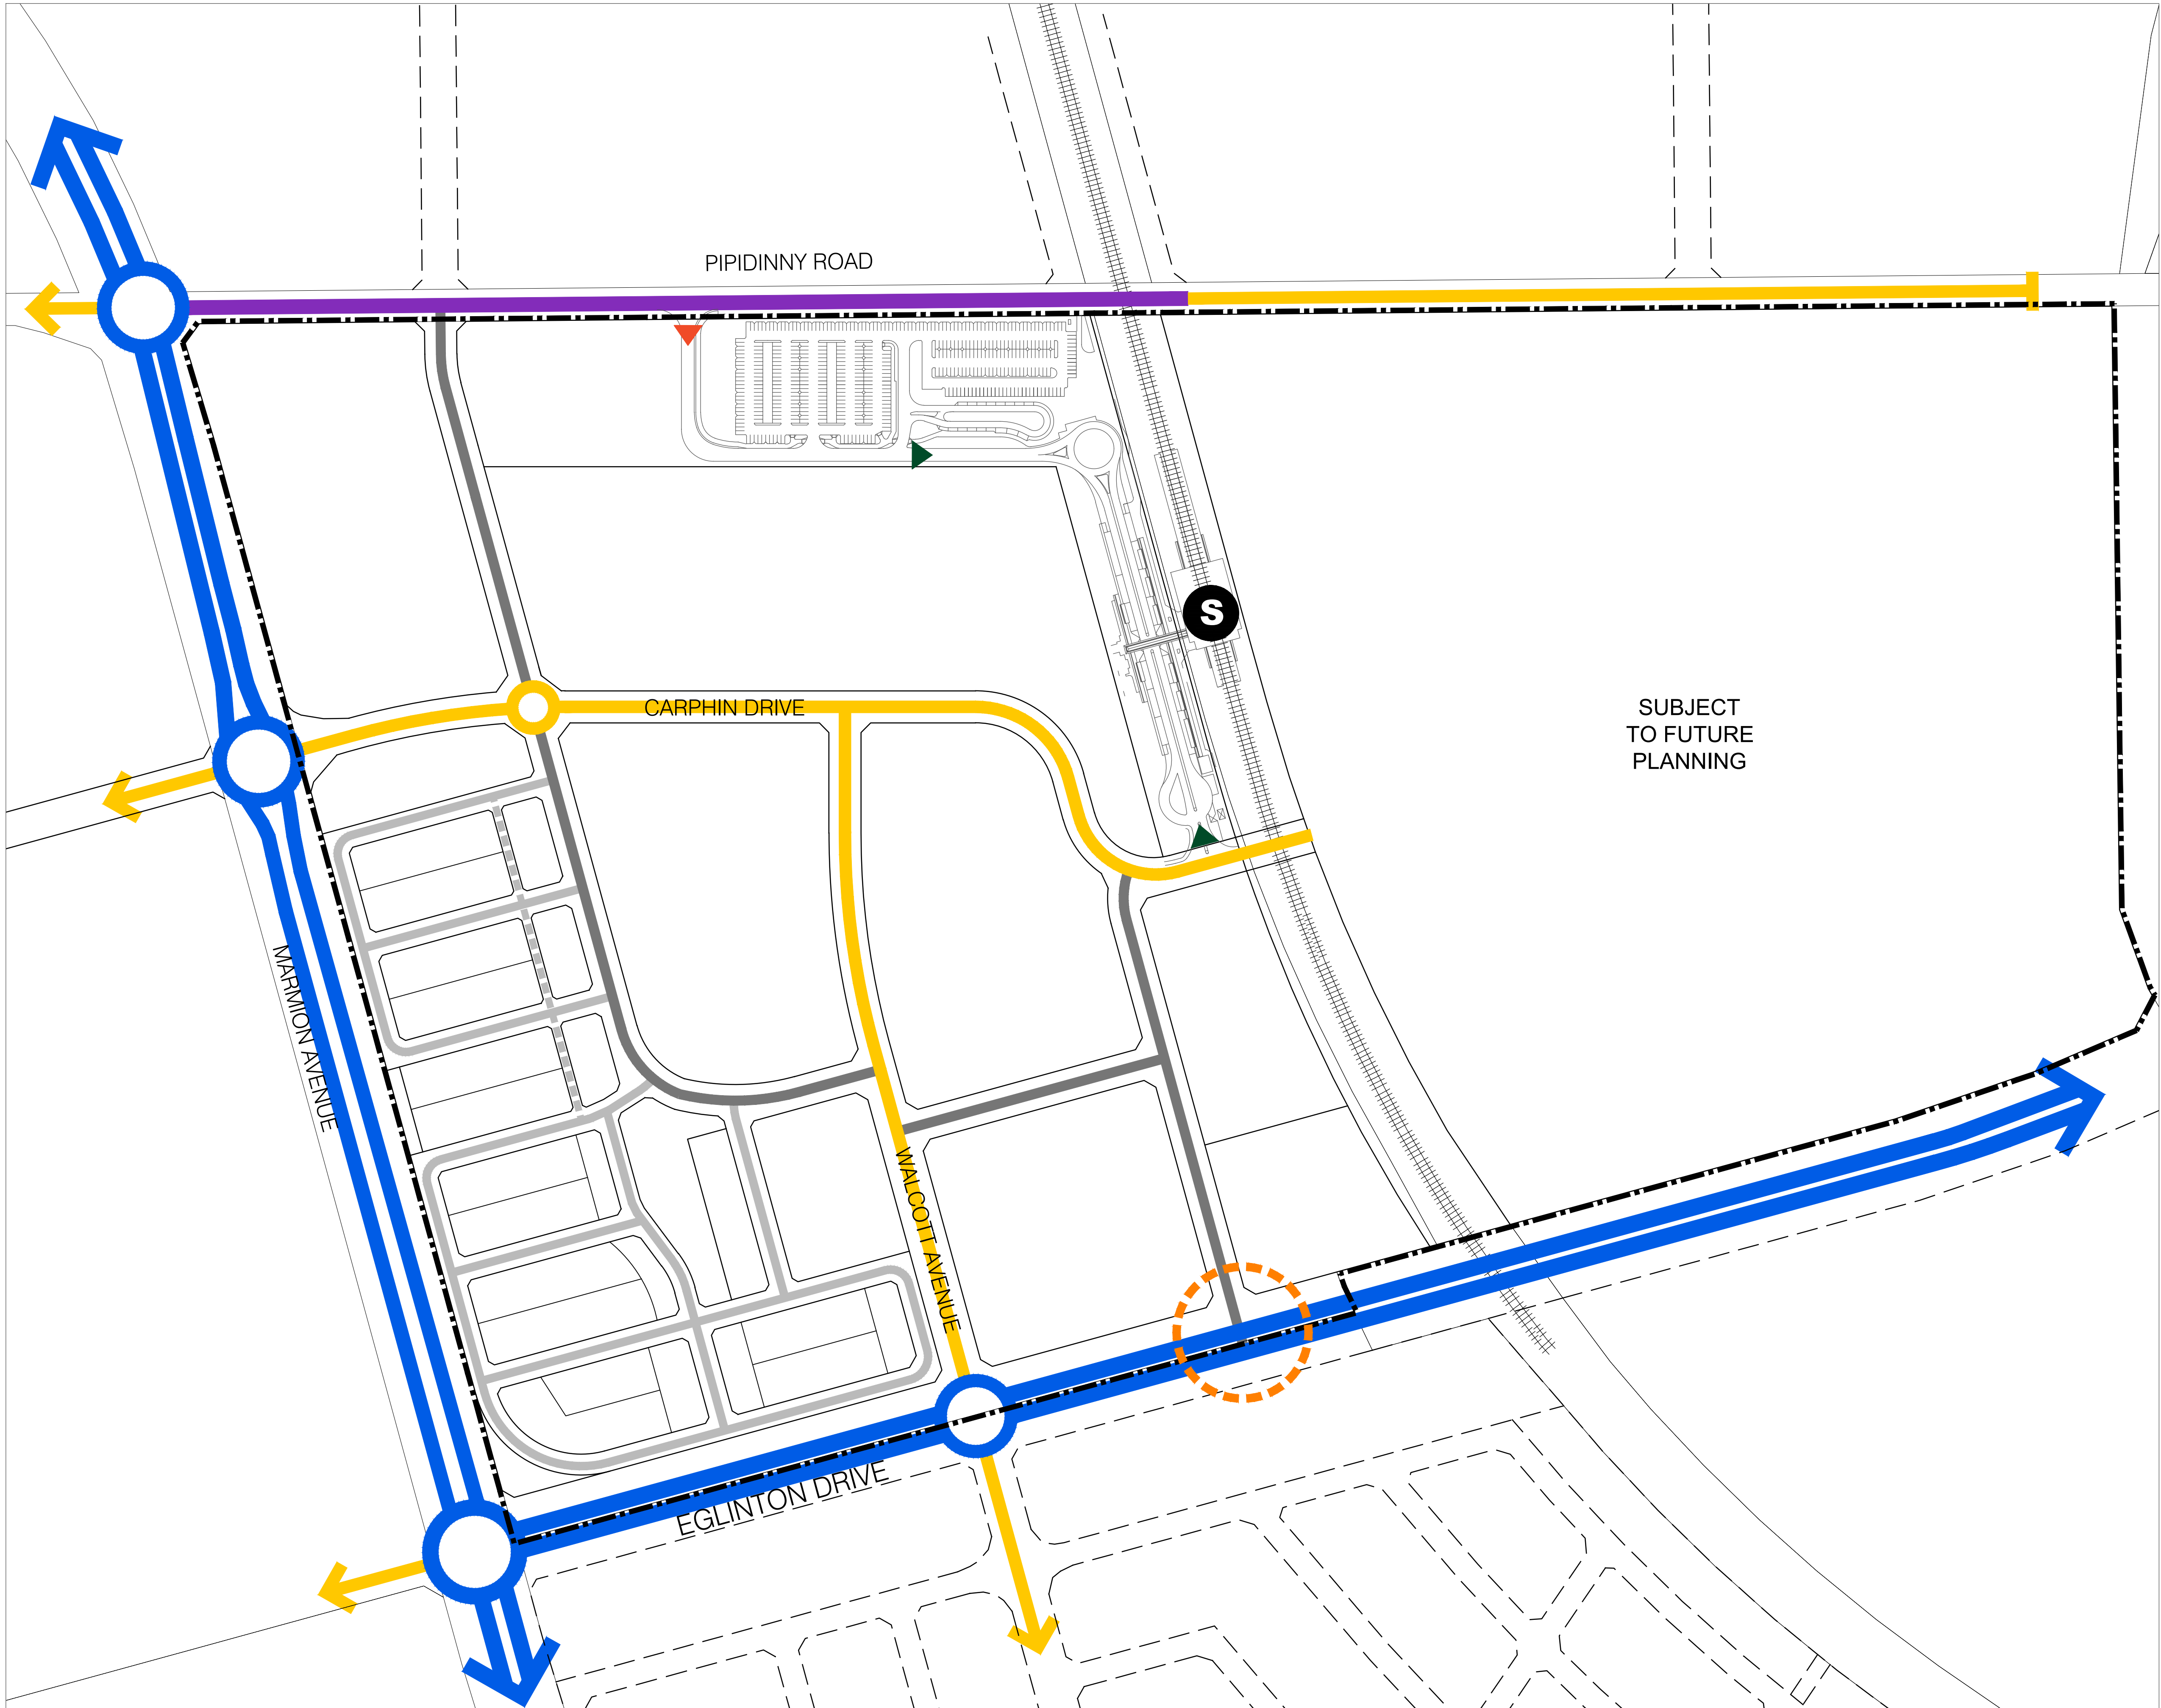 PIPIDINNY ROAD
S
CARPHIN DRIVE
SUBJECT
TO FUTURE
PLANNING
MARMION AVENUE
WALCOTT AVENUE
EGLINTON DRIVE